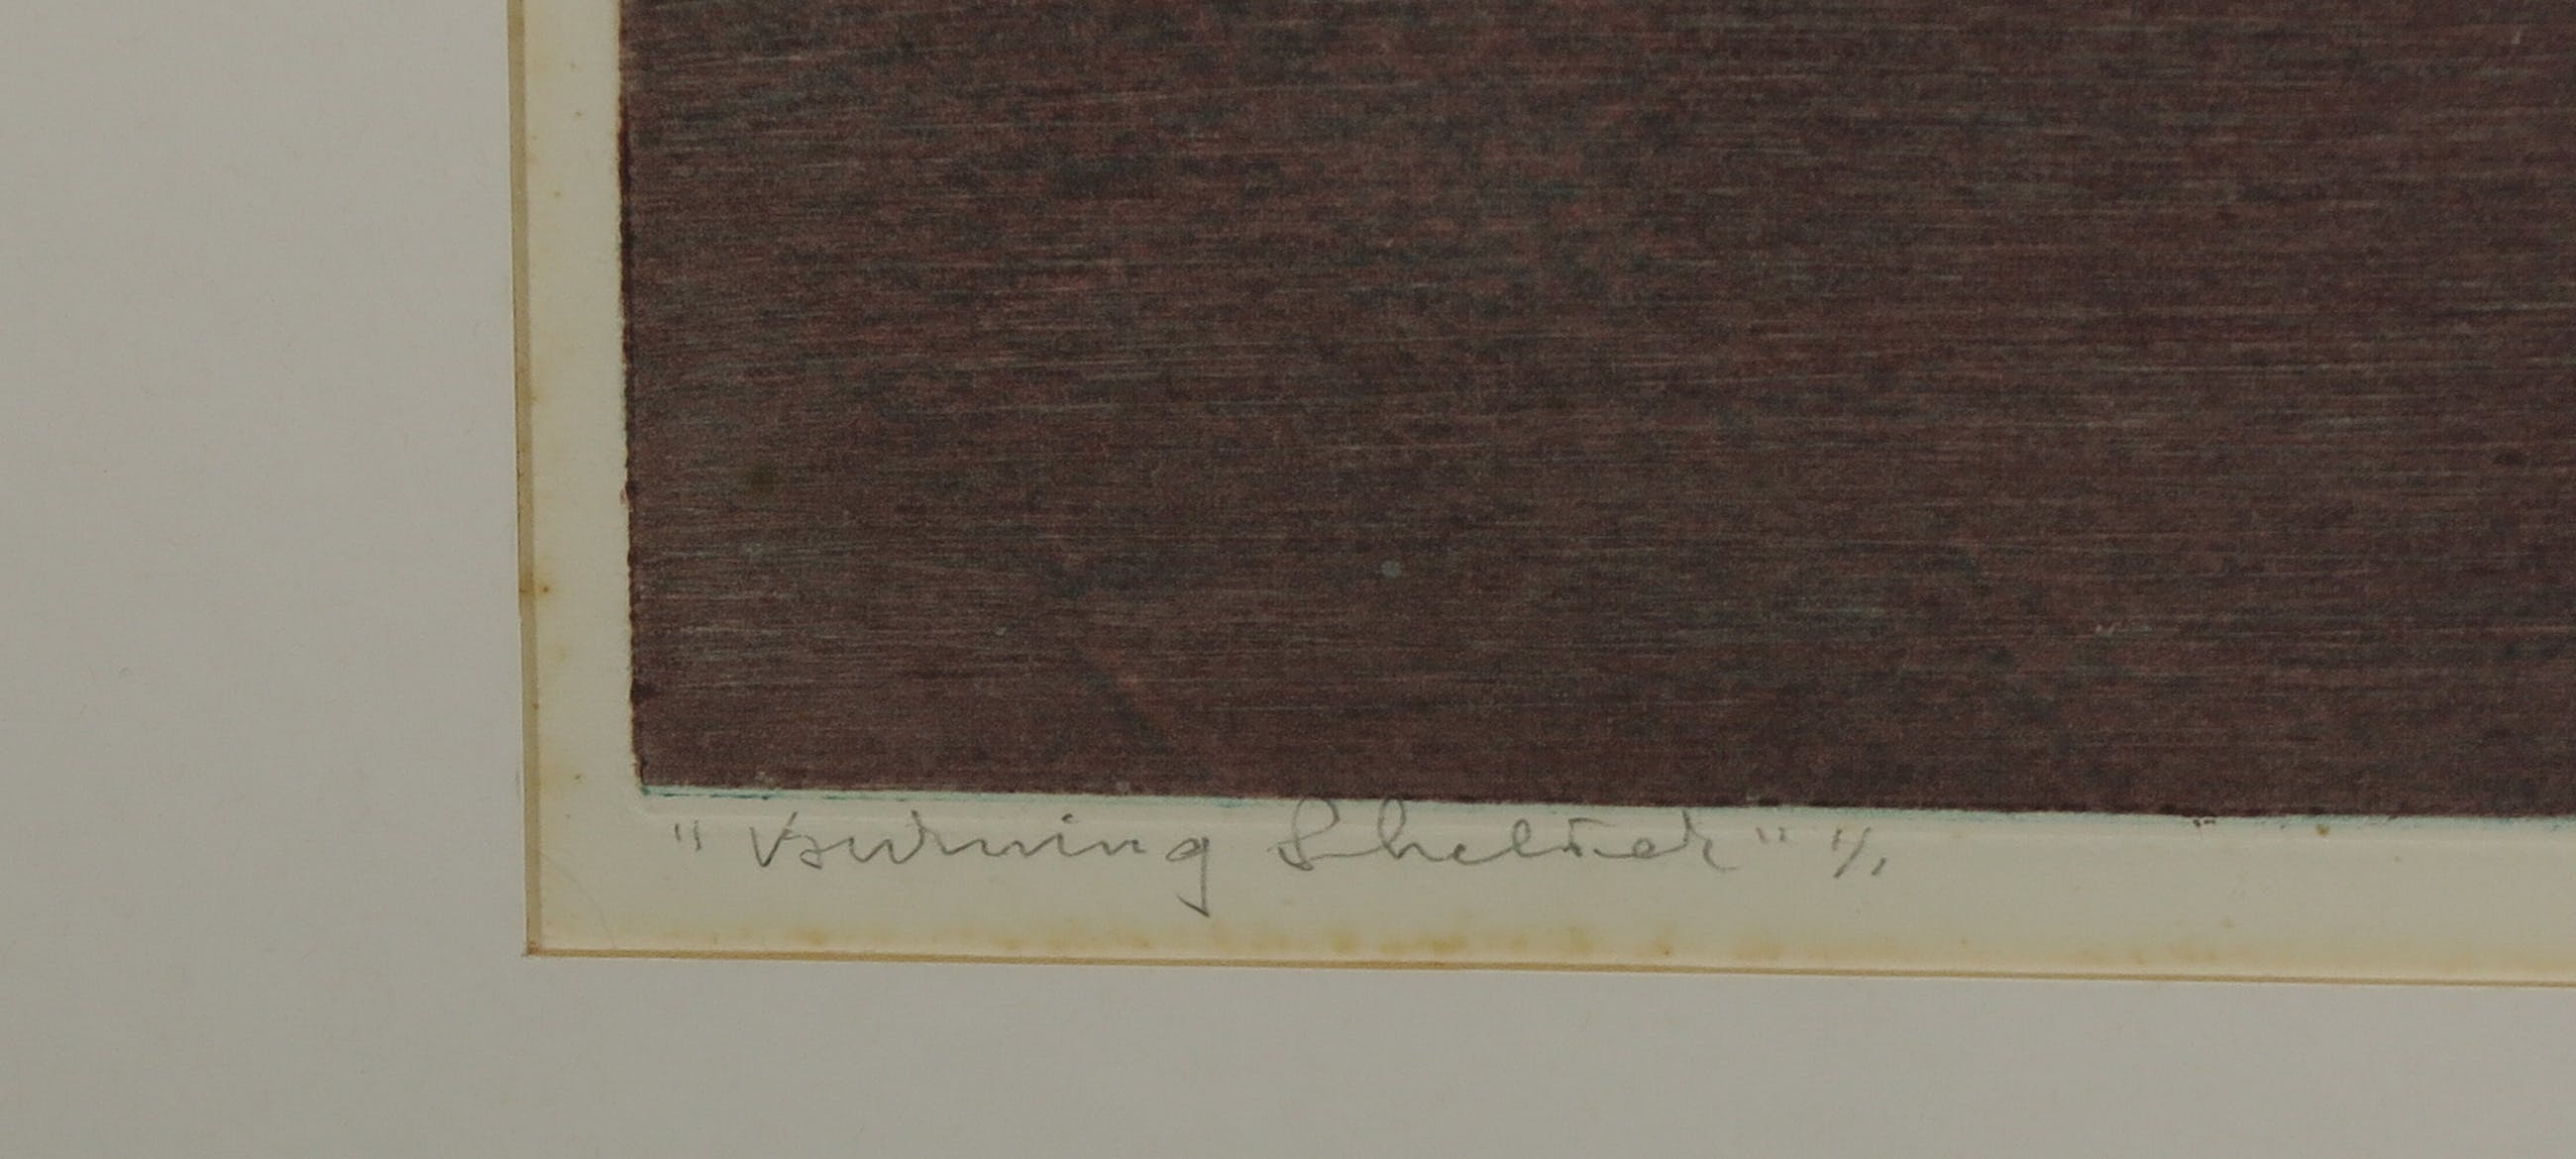 "Burning Shelter" 1/1